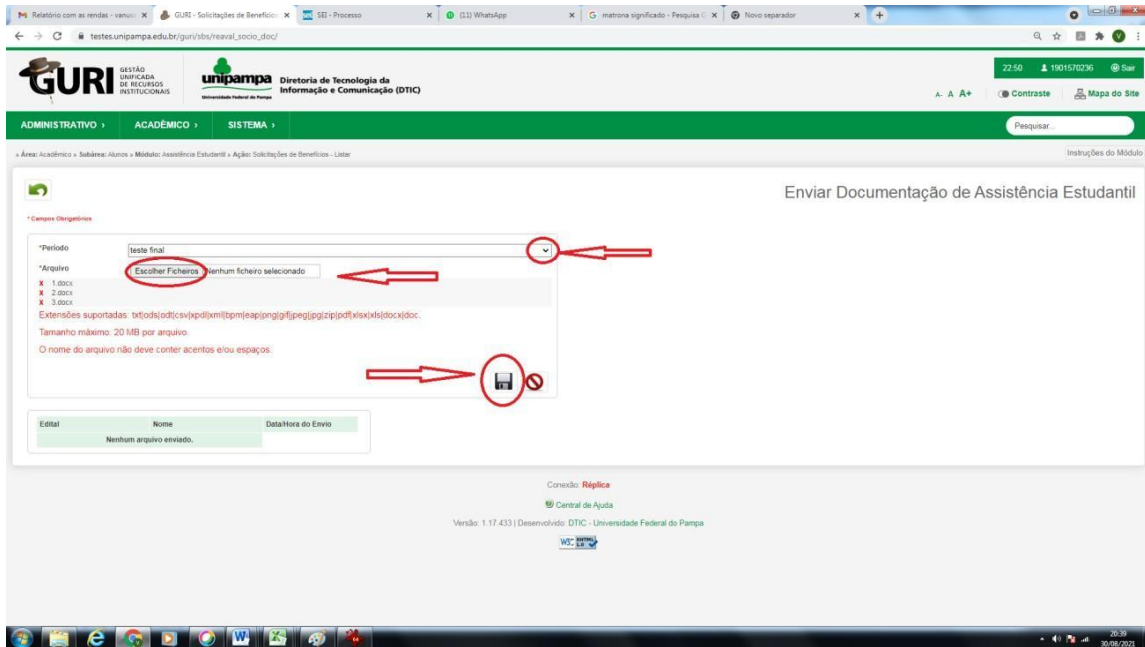 Relatório com as rendas - vanus
GURI - Solicitações de Benefício
SEI - Processo
(11) WhatsApp
matrona significado - Pesquisa G
Novo separador
testes.unipampa.edu.br/guri/sbs/reaval_socio_doc/
GURI
GESTÃO
UNIFICADA
DE RECURSOS
INSTITUCIONAIS
unipampa
Universidade Federal do Pampa
Diretoria de Tecnologia da
Informação e Comunicação (DTIC)
22:50 1901570236 Sair
A- A A+ Contraste Mapa do Site
ADMINISTRATIVO › ACADÊMICO › SISTEMA ›
Pesquisar...
» Área: Acadêmico » Subárea: Alunos » Módulo: Assistência Estudantil » Ação: Solicitações de Benefícios - Listar
Instruções do Módulo
Enviar Documentação de Assistência Estudantil
* Campos Obrigatórios
*Período teste final
*Arquivo Escolher Ficheiros Nenhum ficheiro selecionado
X 1.docx
X 2.docx
X 3.docx
Extensões suportadas: txt|ods|odt|csv|xpdl|xml|bpm|eap|png|gif|jpeg|jpg|zip|pdf|xlsx|xls|docx|doc.
Tamanho máximo: 20 MB por arquivo.
O nome do arquivo não deve conter acentos e/ou espaços.
Edital Nome Data/Hora do Envio
Nenhum arquivo enviado.
Conexão: Réplica
Central de Ajuda
Versão: 1.17.433 | Desenvolvido: DTIC - Universidade Federal do Pampa
W3C
20:39
30/08/2021